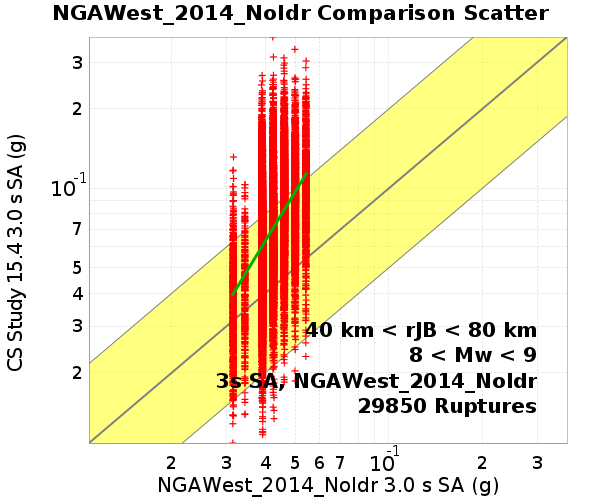 NGAWest_2014_NoIdr Comparison Scatter
CS Study 15.4 3.0 s SA (g)
3
2
10-1
7
5
4
3
2
40 km < rJB < 80 km
8 < Mw < 9
3s SA, NGAWest_2014_NoIdr
29850 Ruptures
2 3 4 5 6 7 10-1 2 3
NGAWest_2014_NoIdr 3.0 s SA (g)